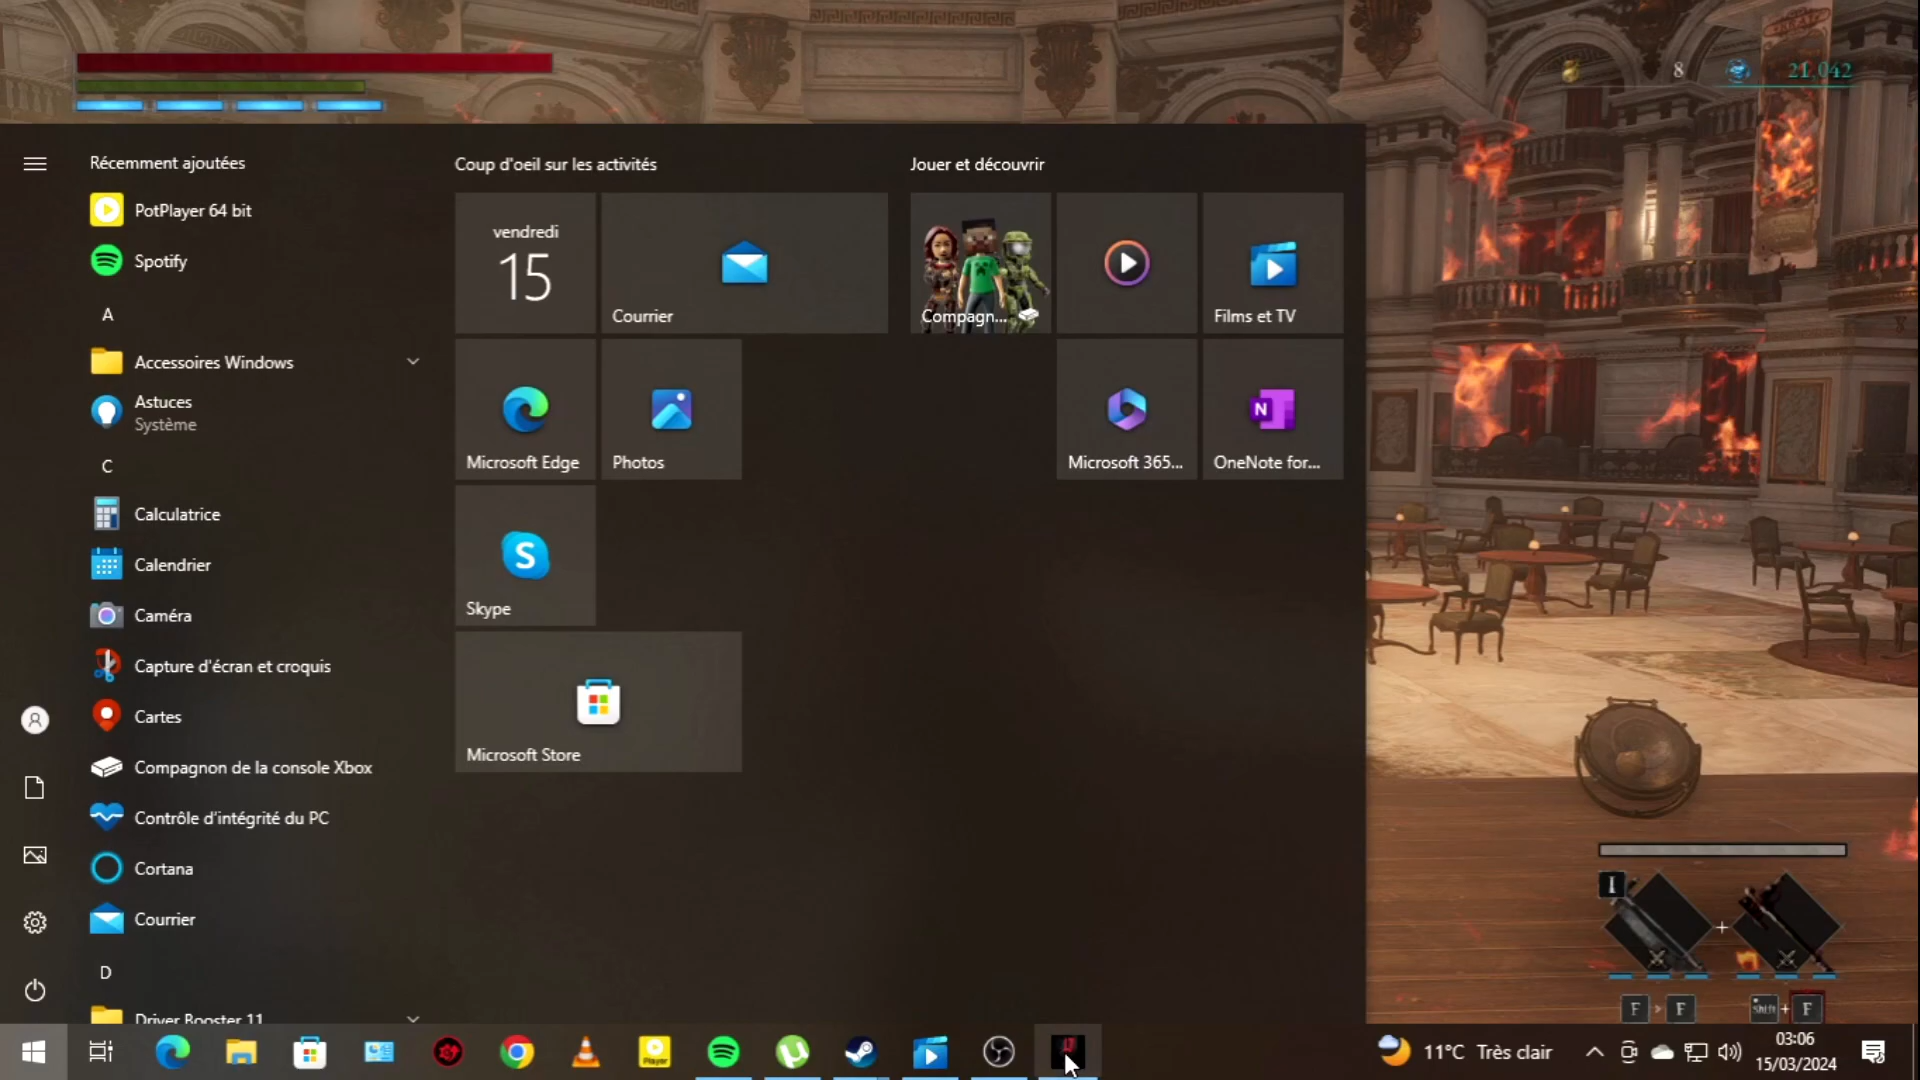 8
21,042
Récemment ajoutées
PotPlayer 64 bit
Spotify
A
Accessoires Windows
Astuces
Système
C
Calculatrice
Calendrier
Caméra
Capture d'écran et croquis
Cartes
Compagnon de la console Xbox
Contrôle d'intégrité du PC
Cortana
Courrier
D
Driver Booster 11
Coup d'oeil sur les activités
vendredi
15
Courrier
Microsoft Edge
Photos
S
Skype
Microsoft Store
Jouer et découvrir
Compagn...
Films et TV
Microsoft 365...
N
OneNote for...
I
+
F > F
Shift + F
Player
11°C Très clair
03:06
15/03/2024